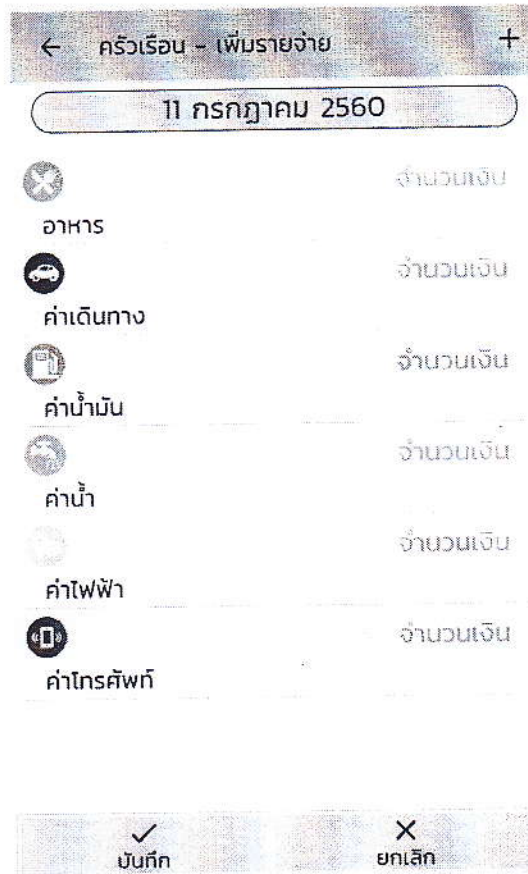 ← ครัวเรือน - เพิ่มรายจ่าย +
11 กรกฎาคม 2560
จำนวนเงิน
อาหาร
จำนวนเงิน
ค่าเดินทาง
จำนวนเงิน
ค่าน้ำมัน
จำนวนเงิน
ค่าน้ำ
จำนวนเงิน
ค่าไฟฟ้า
จำนวนเงิน
ค่าโทรศัพท์
บันทึก ยกเลิก